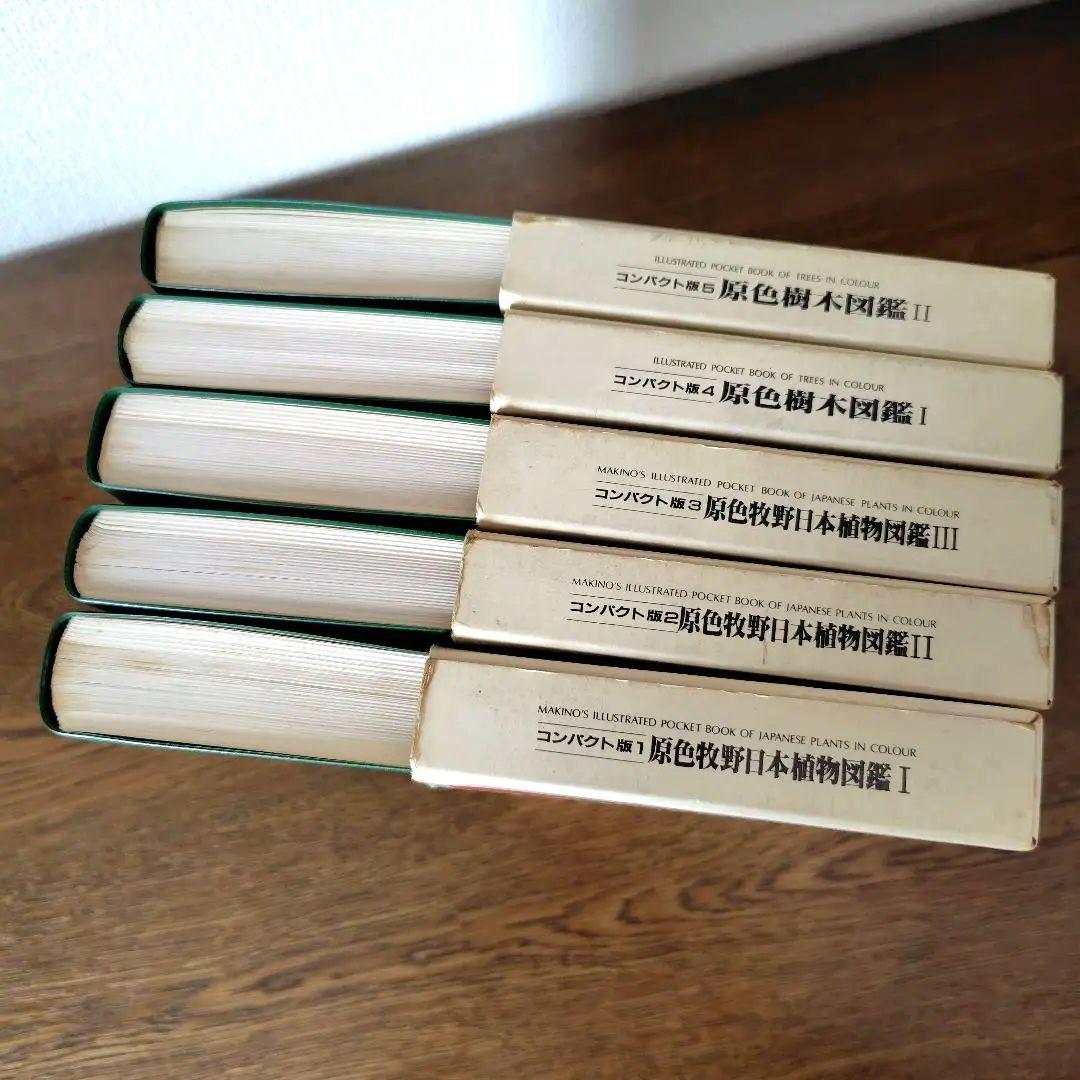 ILLUSTRATED POCKET BOOK OF TREES IN COLOUR
コンパクト版5 原色樹木図鑑 II
ILLUSTRATED POCKET BOOK OF TREES IN COLOUR
コンパクト版4 原色樹木図鑑 I
MAKINO'S ILLUSTRATED POCKET BOOK OF JAPANESE PLANTS IN COLOUR
コンパクト版3 原色牧野日本植物図鑑 III
MAKINO'S ILLUSTRATED POCKET BOOK OF JAPANESE PLANTS IN COLOUR
コンパクト版2 原色牧野日本植物図鑑 II
MAKINO'S ILLUSTRATED POCKET BOOK OF JAPANESE PLANTS IN COLOUR
コンパクト版1 原色牧野日本植物図鑑 I